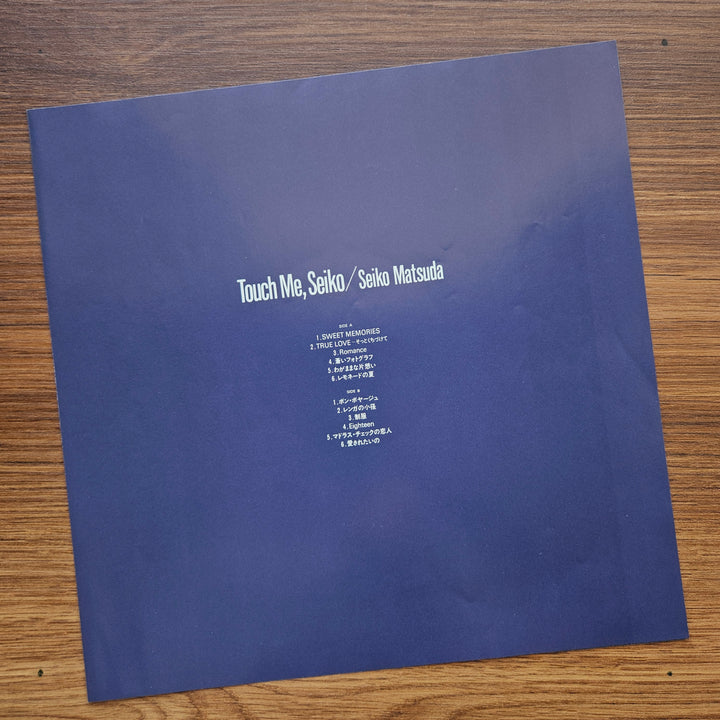 Touch Me, Seiko/Seiko Matsuda
SIDE A
1. SWEET MEMORIES
2. TRUE LOVE-そっとくちづけて
3. Romance
4. 蒼いフォトグラフ
5. わがままな片想い
6. レモネードの夏
SIDE B
1. ボン・ボヤージュ
2. レンガの小径
3. 制服
4. Eighteen
5. マドラス・チェックの恋人
6. 愛されたいの